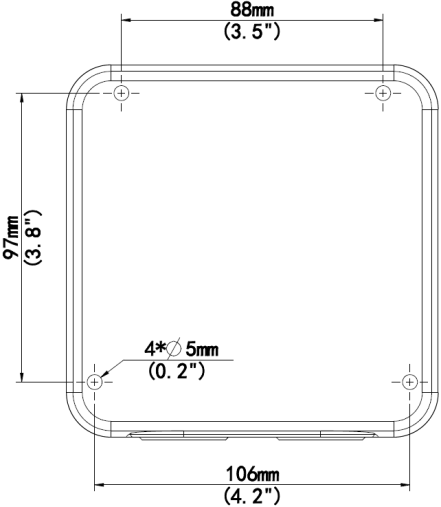 88mm
(3.5")
97mm
(3.8")
4*∅ 5mm
(0.2")
106mm
(4.2")